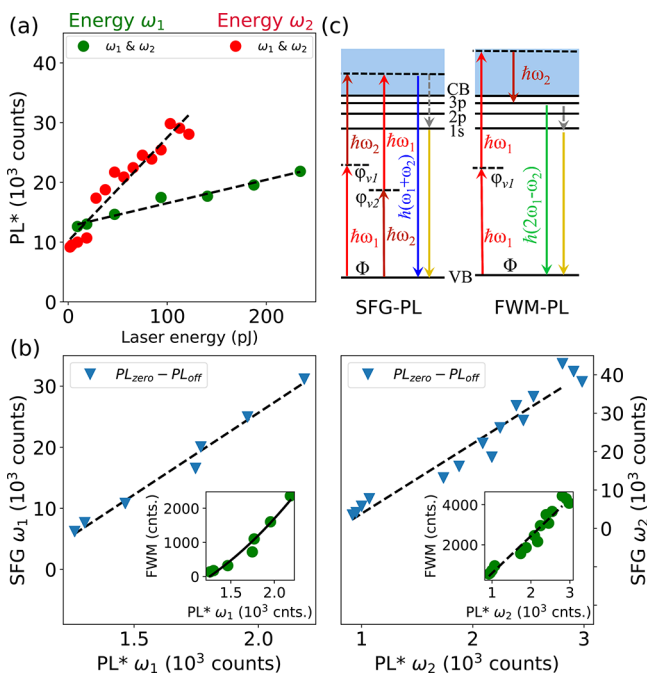 (a)
Energy ω₁ Energy ω₂
ω₁ & ω₂ ω₁ & ω₂
PL* (10³ counts)
40
30
20
10
0
0 100 200
Laser energy (pJ)
(c)
CB
3p
2p
1s
ħω₂ ħω₁
φv1
φv2
ħω₁ ħω₂
ħ(ω₁+ω₂)
Φ
VB
SFG-PL
ħω₂
ħω₁
φv1
ħω₁
ħ(2ω₁-ω₂)
Φ
FWM-PL
(b)
PLzero − PLoff
SFG ω₁ (10³ counts)
30
20
10
0
1.5 2.0
PL* ω₁ (10³ counts)
FWM (cnts.)
2000
1000
0
1.5 2.0
PL* ω₁ (10³ cnts.)
PLzero − PLoff
SFG ω₂ (10³ counts)
40
30
20
10
0
1 2 3
PL* ω₂ (10³ counts)
FWM (cnts.)
4000
2000
1 2 3
PL* ω₂ (10³ cnts.)